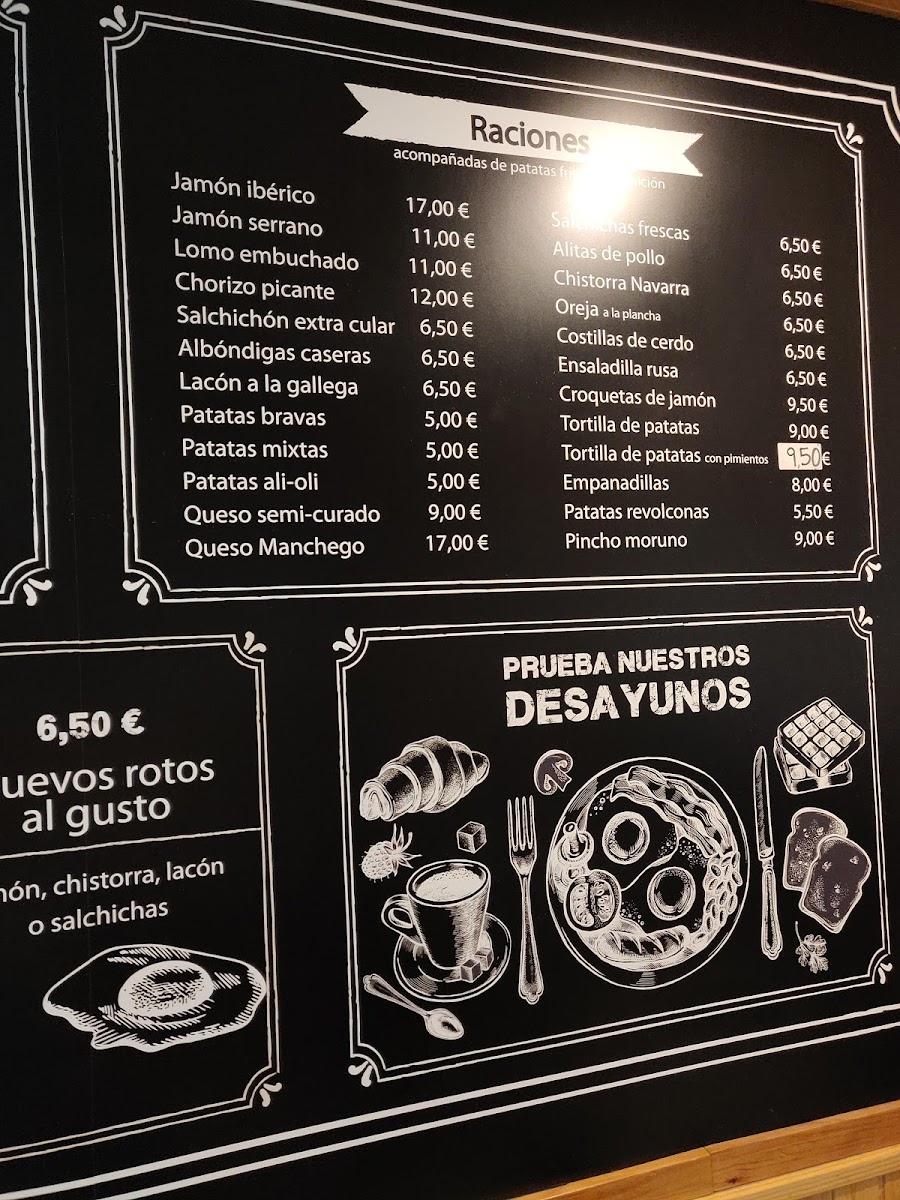 Raciones
acompañadas de patatas
Jamón ibérico 17,00 €
Jamón serrano 11,00 €
Lomo embuchado 11,00 €
Chorizo picante 12,00 €
Salchichón extra cular 6,50 €
Albóndigas caseras 6,50 €
Lacón a la gallega 6,50 €
Patatas bravas 5,00 €
Patatas mixtas 5,00 €
Patatas ali-oli 5,00 €
Queso semi-curado 9,00 €
Queso Manchego 17,00 €
Salchichas frescas 6,50 €
Alitas de pollo 6,50 €
Chistorra Navarra 6,50 €
Oreja a la plancha 6,50 €
Costillas de cerdo 6,50 €
Ensaladilla rusa 6,50 €
Croquetas de jamón 9,50 €
Tortilla de patatas 9,00 €
Tortilla de patatas con pimientos 9,50€
Empanadillas 8,00 €
Patatas revolconas 5,50 €
Pincho moruno 9,00 €
6,50 €
uevos rotos
al gusto
món, chistorra, lacón
o salchichas
PRUEBA NUESTROS
DESAYUNOS